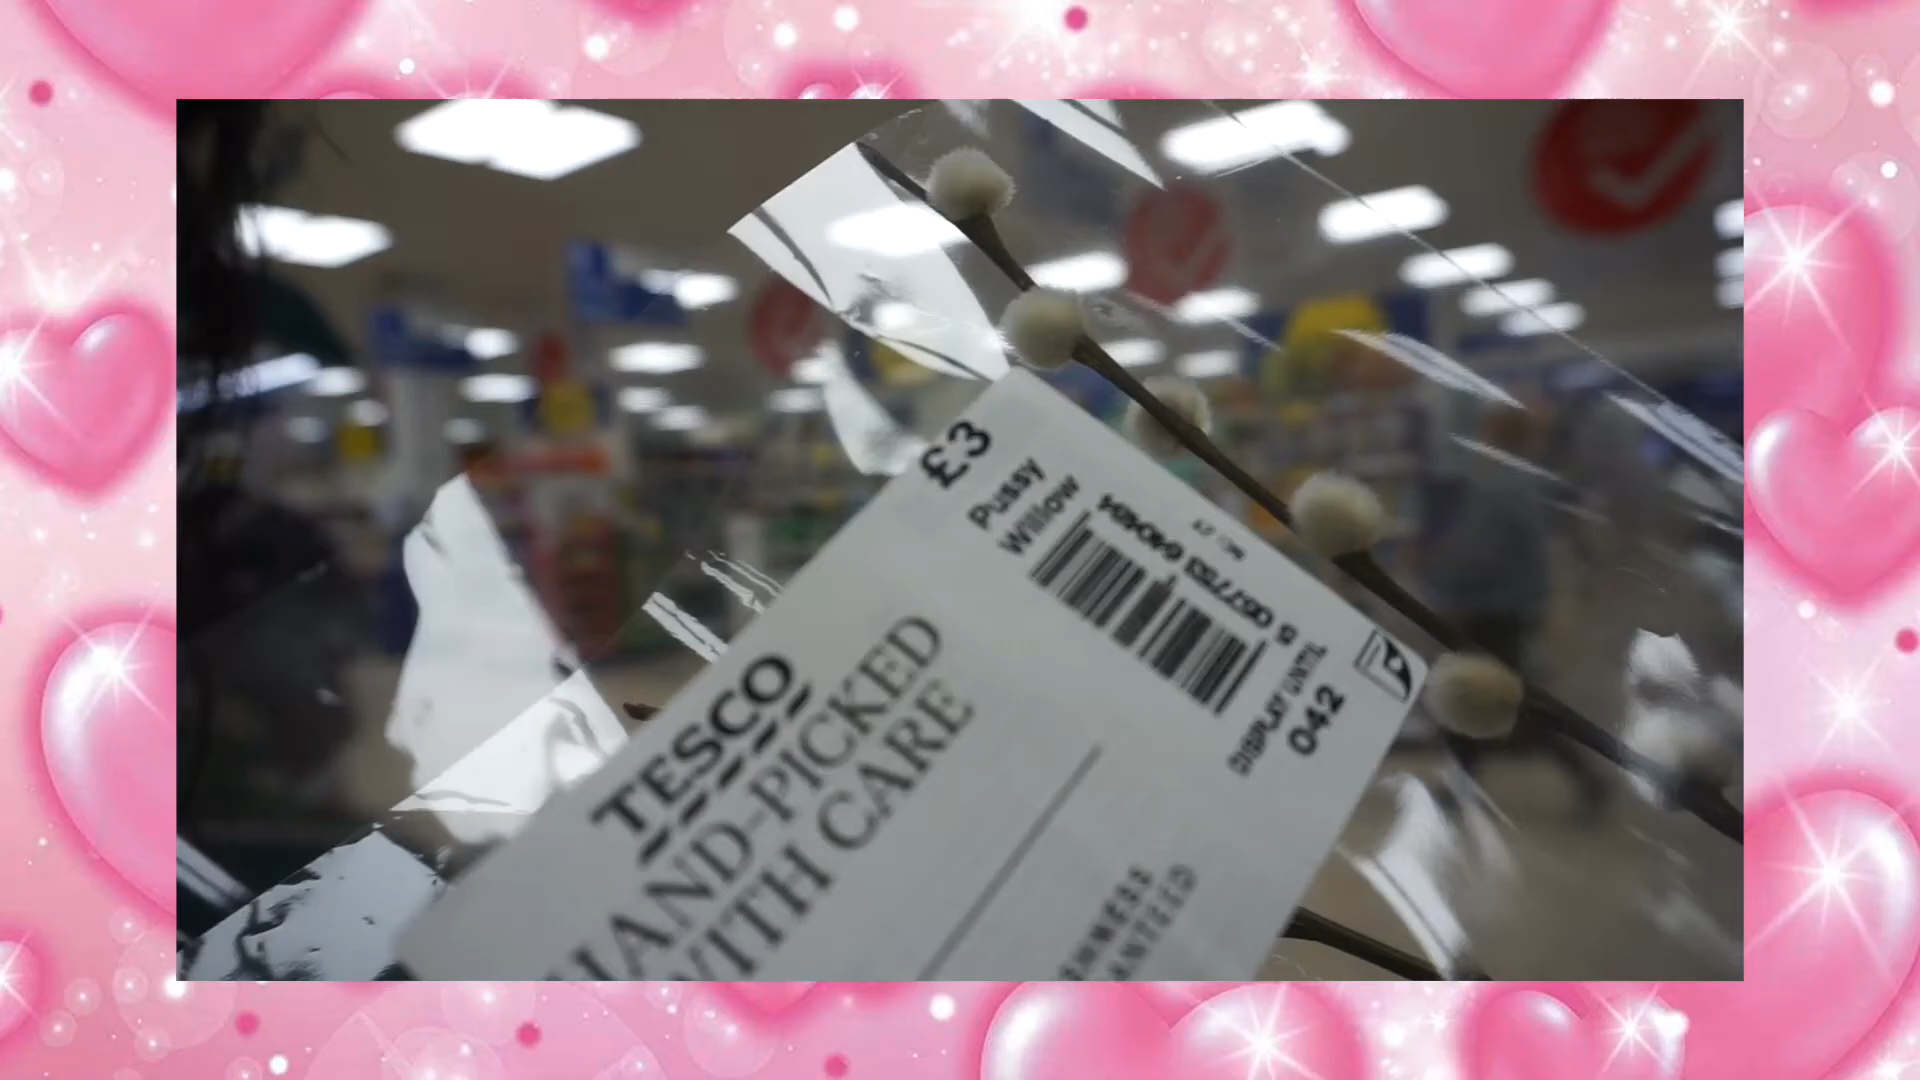 £3
Pussy
Willow
DISPLAY UNTIL
042
TESCO
HAND-PICKED
WITH CARE